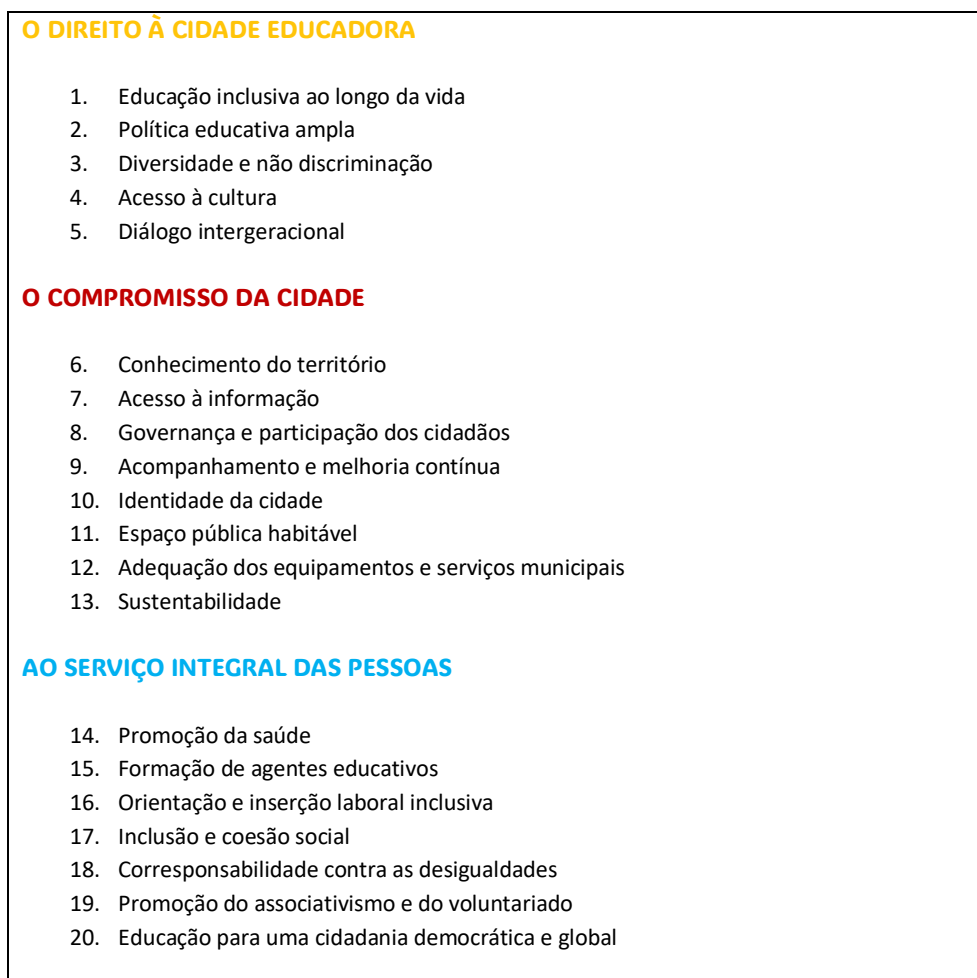 O DIREITO À CIDADE EDUCADORA
1. Educação inclusiva ao longo da vida
2. Política educativa ampla
3. Diversidade e não discriminação
4. Acesso à cultura
5. Diálogo intergeracional
O COMPROMISSO DA CIDADE
6. Conhecimento do território
7. Acesso à informação
8. Governança e participação dos cidadãos
9. Acompanhamento e melhoria contínua
10. Identidade da cidade
11. Espaço pública habitável
12. Adequação dos equipamentos e serviços municipais
13. Sustentabilidade
AO SERVIÇO INTEGRAL DAS PESSOAS
14. Promoção da saúde
15. Formação de agentes educativos
16. Orientação e inserção laboral inclusiva
17. Inclusão e coesão social
18. Corresponsabilidade contra as desigualdades
19. Promoção do associativismo e do voluntariado
20. Educação para uma cidadania democrática e global